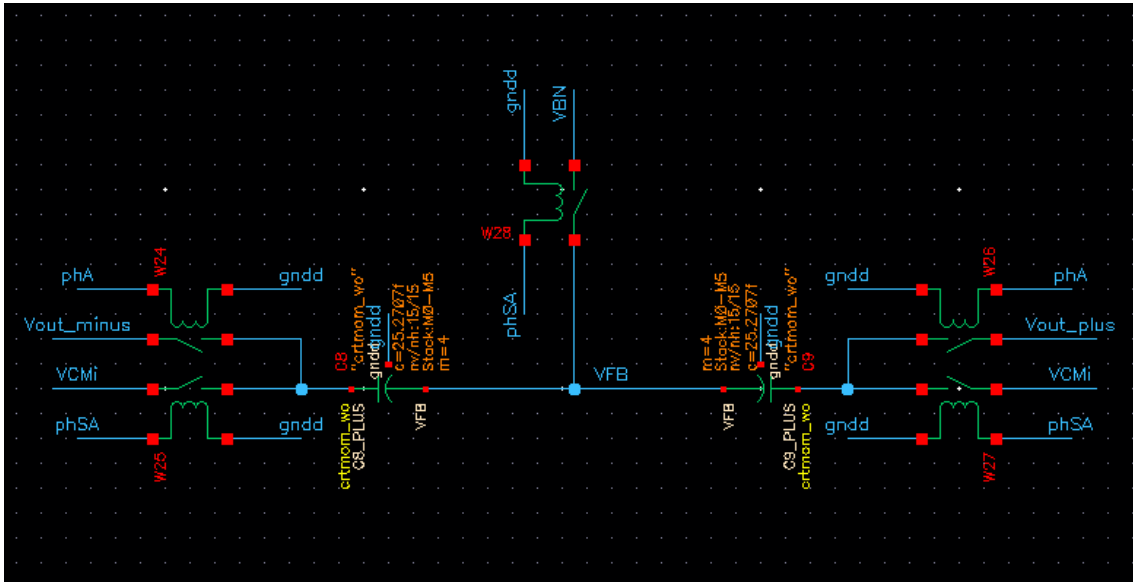 gndd
VBN
W28
phSA
W24
phA
gndd
Vout_minus
VCMi
phSA
gndd
W25
C8
"crtmom_wo"
gndd
gndd
c=25.2707f
nv/nh:15/15
Stack:M0-M5
m=4
crtmom_wo
C8_PLUS
VFB
VFB
m=4
Stack:M0-M5
nv/nh:15/15
c=25.2707f
gndd
gndd
"crtmom_wo"
C9
VFB
C9_PLUS
crtmom_wo
W26
gndd
phA
Vout_plus
VCMi
gndd
phSA
W27